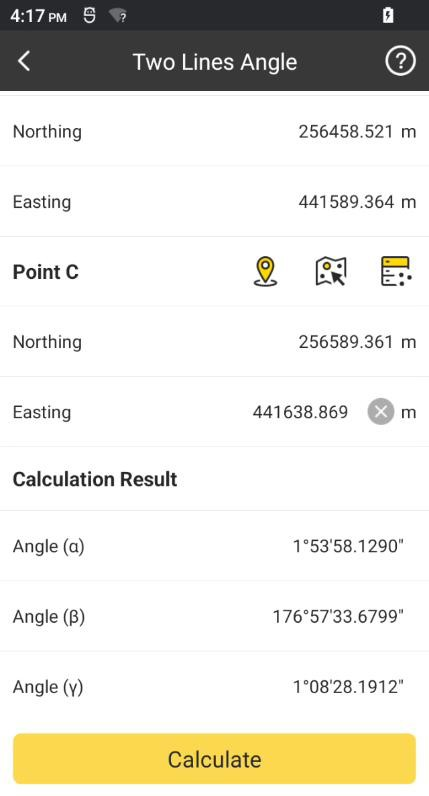 4:17 PM
Two Lines Angle
Northing 256458.521 m
Easting 441589.364 m
Point C
Northing 256589.361 m
Easting 441638.869 m
Calculation Result
Angle (α) 1°53'58.1290"
Angle (β) 176°57'33.6799"
Angle (γ) 1°08'28.1912"
Calculate